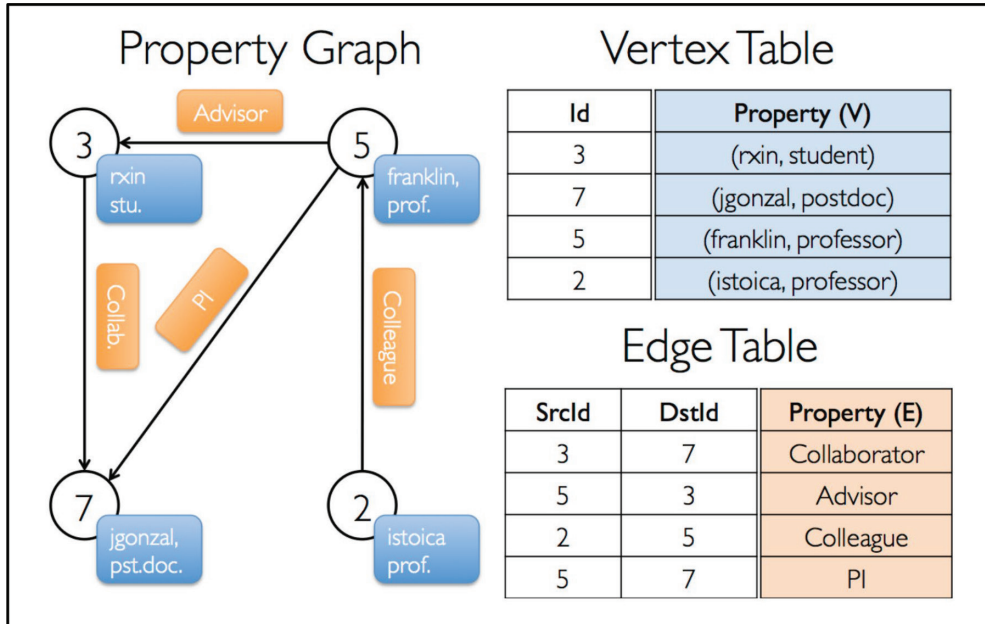 Property Graph
Advisor
3
5
rxin
stu.
franklin,
prof.
Collab.
PI
Colleague
7
2
jgonzal,
pst.doc.
istoica
prof.
Vertex Table
Id Property (V)
3 (rxin, student)
7 (jgonzal, postdoc)
5 (franklin, professor)
2 (istoica, professor)
Edge Table
SrcId DstId Property (E)
3 7 Collaborator
5 3 Advisor
2 5 Colleague
5 7 PI